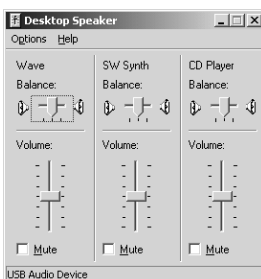 Desktop Speaker
Options Help
Wave
Balance:
Volume:
Mute
SW Synth
Balance:
Volume:
Mute
CD Player
Balance:
Volume:
Mute
USB Audio Device